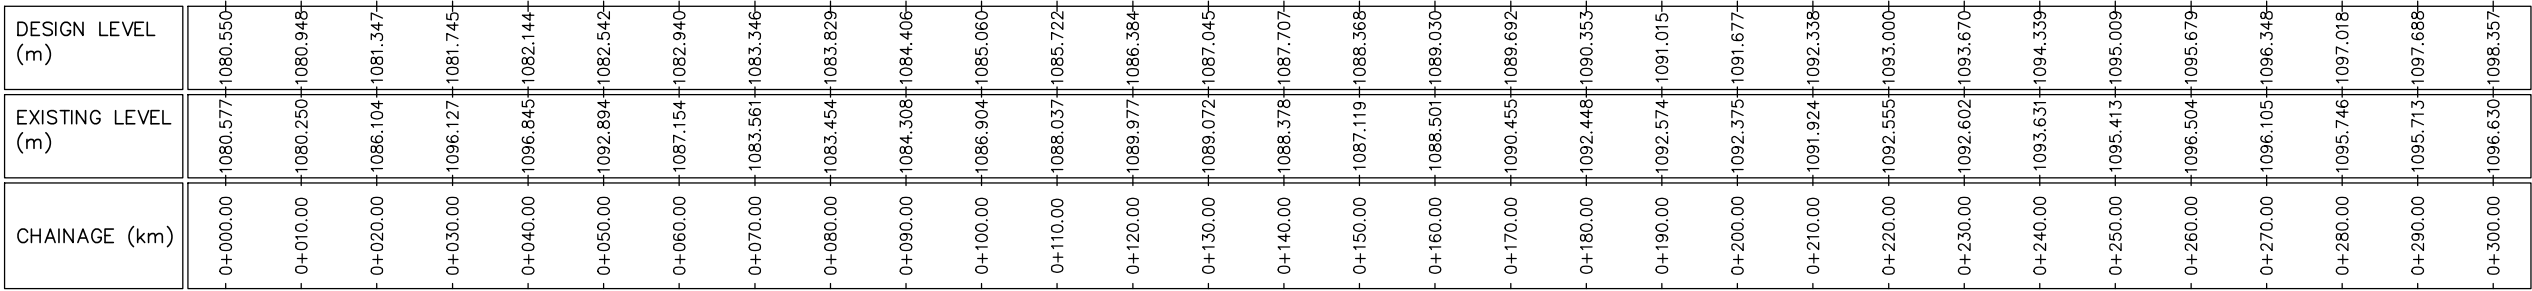 DESIGN LEVEL
(m)
1080.550 1080.948 1081.347 1081.745 1082.144 1082.542 1082.940 1083.346 1083.829 1084.406 1085.060 1085.722 1086.384 1087.045 1087.707 1088.368 1089.030 1089.692 1090.353 1091.015 1091.677 1092.338 1093.000 1093.670 1094.339 1095.009 1095.679 1096.348 1097.018 1097.688 1098.357
EXISTING LEVEL
(m)
1080.577 1080.250 1086.104 1096.127 1096.845 1092.894 1087.154 1083.561 1083.454 1084.308 1086.904 1088.037 1089.977 1089.072 1088.378 1087.119 1088.501 1090.455 1092.448 1092.574 1092.375 1091.924 1092.555 1092.602 1093.631 1095.413 1096.504 1096.105 1095.746 1095.713 1096.630
CHAINAGE (km)
0+000.00 0+010.00 0+020.00 0+030.00 0+040.00 0+050.00 0+060.00 0+070.00 0+080.00 0+090.00 0+100.00 0+110.00 0+120.00 0+130.00 0+140.00 0+150.00 0+160.00 0+170.00 0+180.00 0+190.00 0+200.00 0+210.00 0+220.00 0+230.00 0+240.00 0+250.00 0+260.00 0+270.00 0+280.00 0+290.00 0+300.00